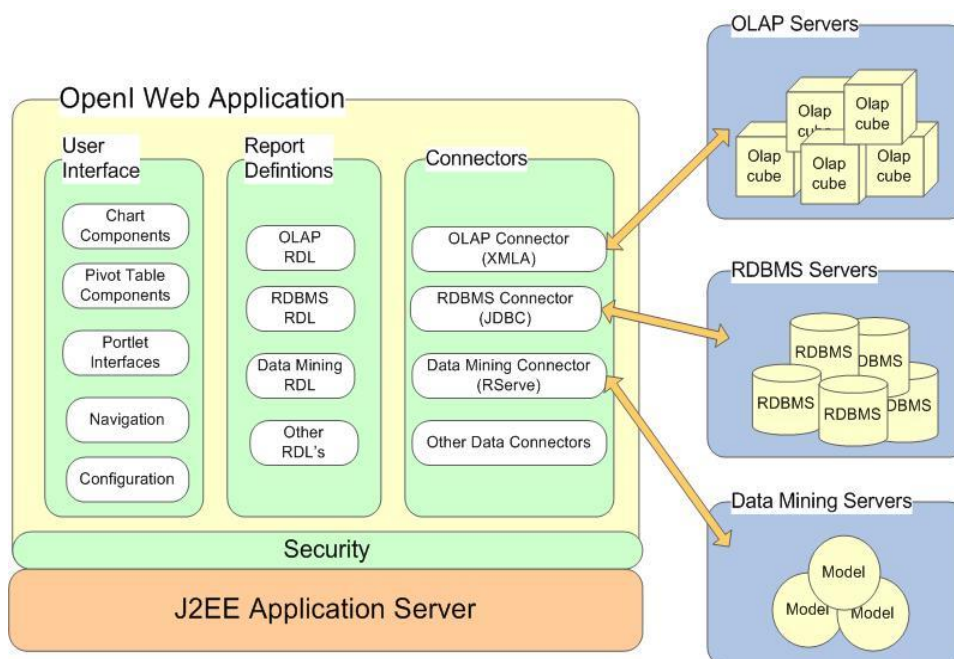 OpenI Web Application
User
Interface
Chart
Components
Pivot Table
Components
Portlet
Interfaces
Navigation
Configuration
Report
Defintions
OLAP
RDL
RDBMS
RDL
Data Mining
RDL
Other
RDL's
Connectors
OLAP Connector
(XMLA)
RDBMS Connector
(JDBC)
Data Mining Connector
(RServe)
Other Data Connectors
Security
J2EE Application Server
OLAP Servers
Olap
cube
Olap
cube
Olap
cube
Olap
cube
Olap
cube
RDBMS Servers
RDBMS
RDBMS
RDBMS
RDBMS
RDBMS
Data Mining Servers
Model
Model
Model